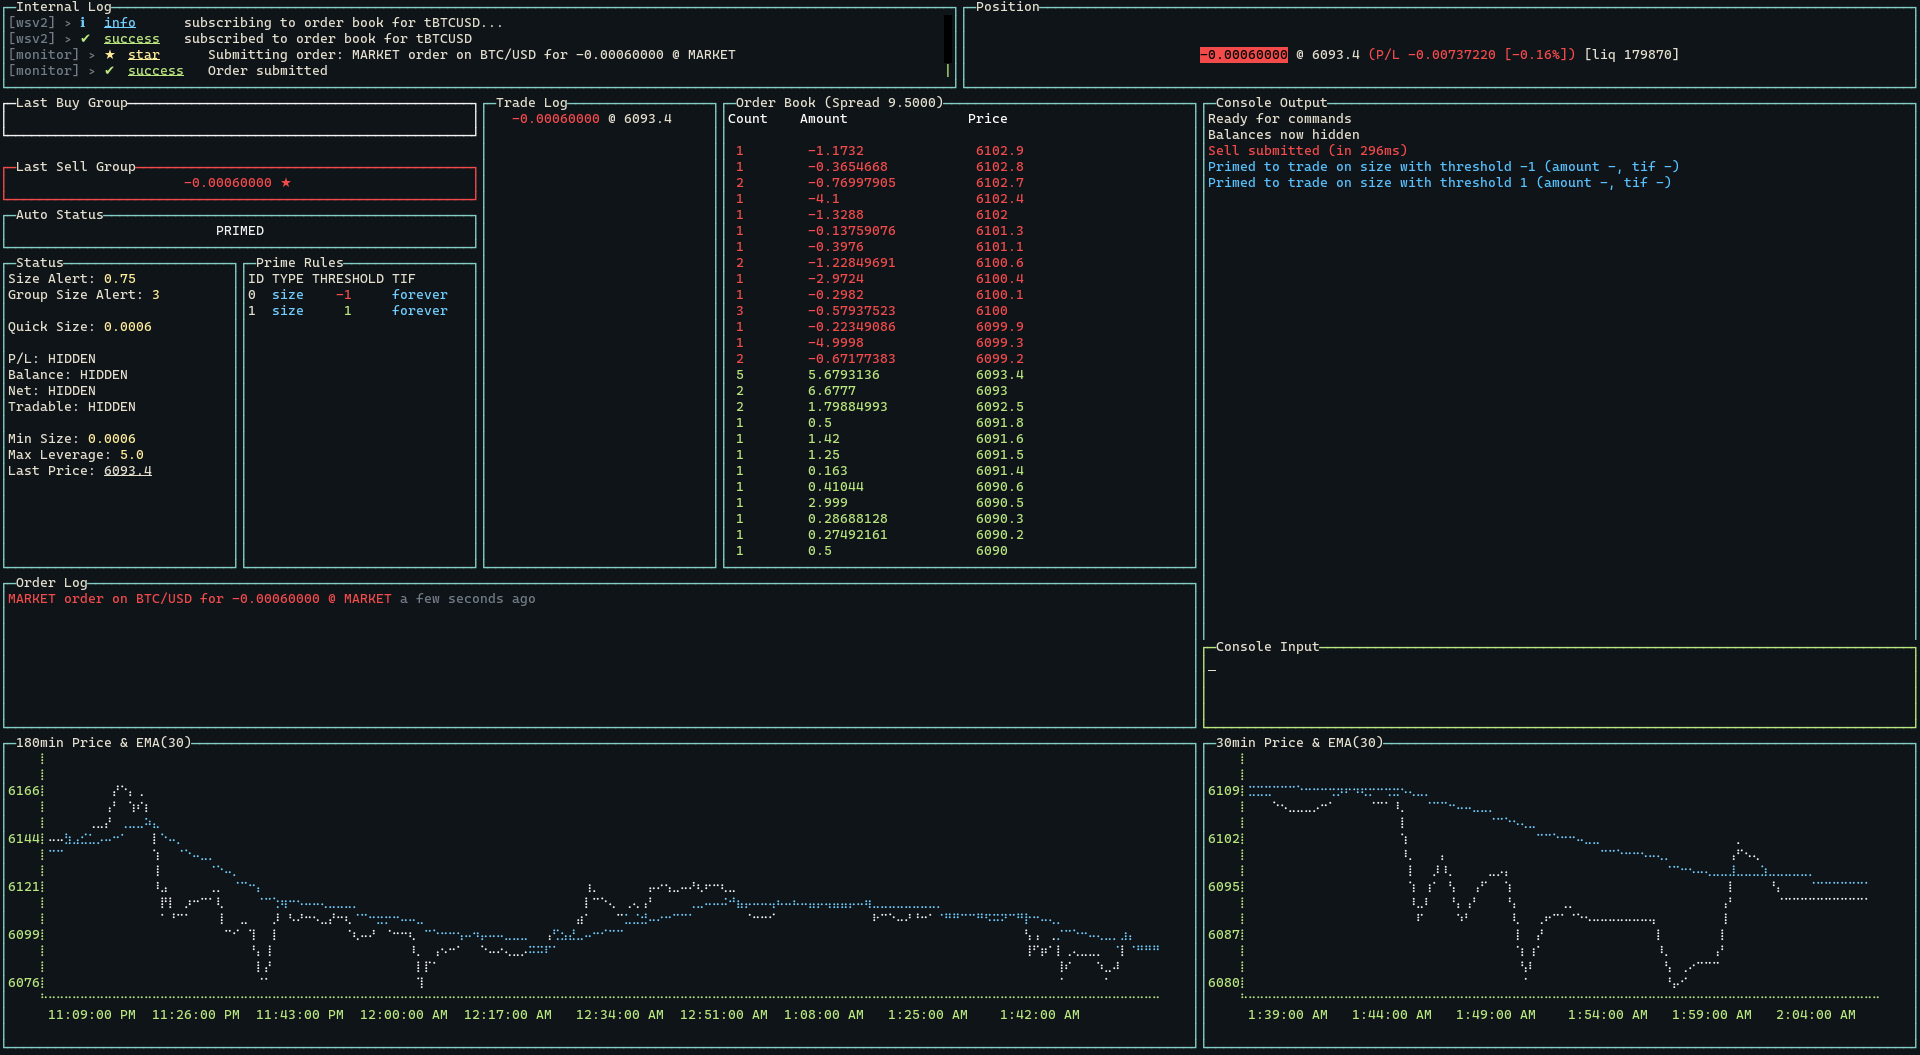 Internal Log
[wsv2] > ℹ info subscribing to order book for tBTCUSD...
[wsv2] > ✔ success subscribed to order book for tBTCUSD
[monitor] > ★ star Submitting order: MARKET order on BTC/USD for -0.00060000 @ MARKET
[monitor] > ✔ success Order submitted
Position
-0.00060000 @ 6093.4 (P/L -0.00737220 [-0.16%]) [liq 179870]
Last Buy Group
Last Sell Group
-0.00060000 ★
Auto Status
PRIMED
Status
Size Alert: 0.75
Group Size Alert: 3
Quick Size: 0.0006
P/L: HIDDEN
Balance: HIDDEN
Net: HIDDEN
Tradable: HIDDEN
Min Size: 0.0006
Max Leverage: 5.0
Last Price: 6093.4
Prime Rules
ID TYPE THRESHOLD TIF
0 size -1 forever
1 size 1 forever
Trade Log
-0.00060000 @ 6093.4
Order Book (Spread 9.5000)
Count Amount Price
1 -1.1732 6102.9
1 -0.3654668 6102.8
2 -0.76997905 6102.7
1 -4.1 6102.4
1 -1.3288 6102
1 -0.13759076 6101.3
1 -0.3976 6101.1
2 -1.22849691 6100.6
1 -2.9724 6100.4
1 -0.2982 6100.1
3 -0.57937523 6100
1 -0.22349086 6099.9
1 -4.9998 6099.3
2 -0.67177383 6099.2
5 5.6793136 6093.4
2 6.6777 6093
2 1.79884993 6092.5
1 0.5 6091.8
1 1.42 6091.6
1 1.25 6091.5
1 0.163 6091.4
1 0.41044 6090.6
1 2.999 6090.5
1 0.28688128 6090.3
1 0.27492161 6090.2
1 0.5 6090
Console Output
Ready for commands
Balances now hidden
Sell submitted (in 296ms)
Primed to trade on size with threshold -1 (amount -, tif -)
Primed to trade on size with threshold 1 (amount -, tif -)
Order Log
MARKET order on BTC/USD for -0.00060000 @ MARKET a few seconds ago
Console Input
_
180min Price & EMA(30)
6166
6144
6121
6099
6076
11:09:00 PM 11:26:00 PM 11:43:00 PM 12:00:00 AM 12:17:00 AM 12:34:00 AM 12:51:00 AM 1:08:00 AM 1:25:00 AM 1:42:00 AM
30min Price & EMA(30)
6109
6102
6095
6087
6080
1:39:00 AM 1:44:00 AM 1:49:00 AM 1:54:00 AM 1:59:00 AM 2:04:00 AM